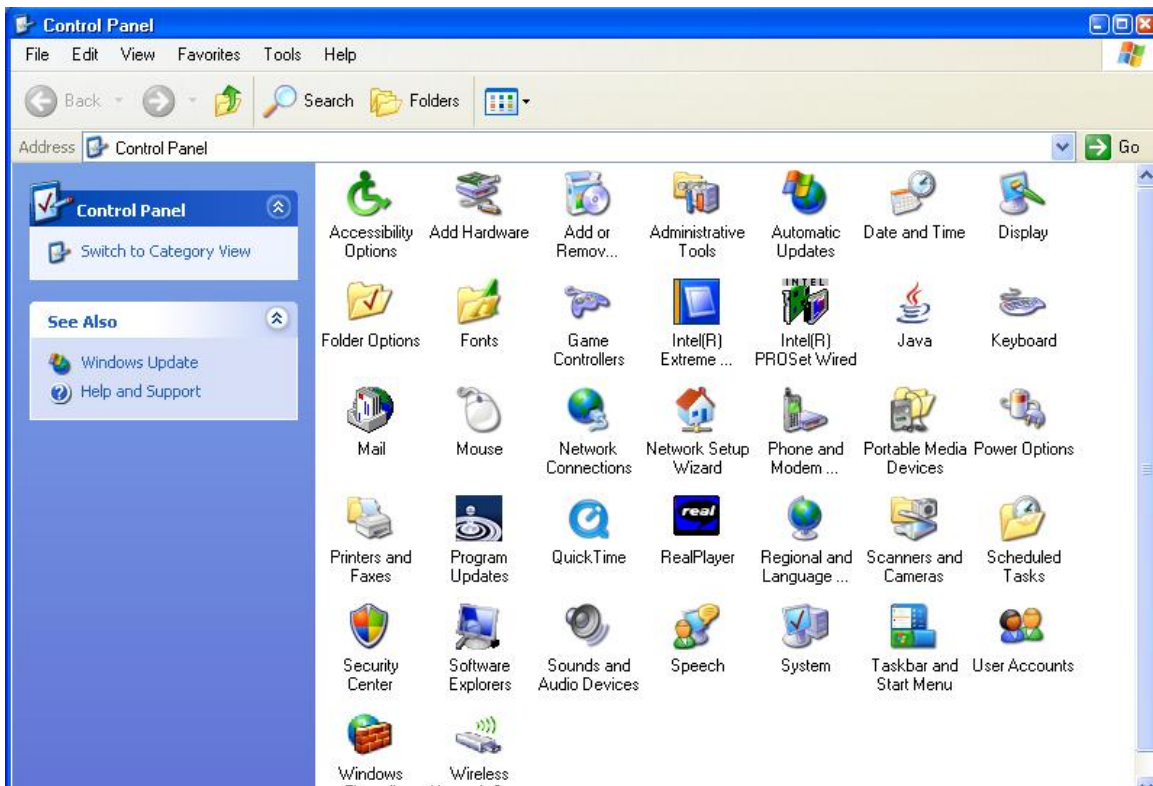 Control Panel
File Edit View Favorites Tools Help
Back Search Folders
Address Control Panel Go
Control Panel
Switch to Category View
See Also
Windows Update
Help and Support
Accessibility Options
Add Hardware
Add or Remov...
Administrative Tools
Automatic Updates
Date and Time
Display
Folder Options
Fonts
Game Controllers
Intel(R) Extreme ...
INTEL
Intel(R) PROSet Wired
Java
Keyboard
Mail
Mouse
Network Connections
Network Setup Wizard
Phone and Modem ...
Portable Media Devices
Power Options
Printers and Faxes
Program Updates
QuickTime
real
RealPlayer
Regional and Language ...
Scanners and Cameras
Scheduled Tasks
Security Center
Software Explorers
Sounds and Audio Devices
Speech
System
Taskbar and Start Menu
User Accounts
Windows
Wireless